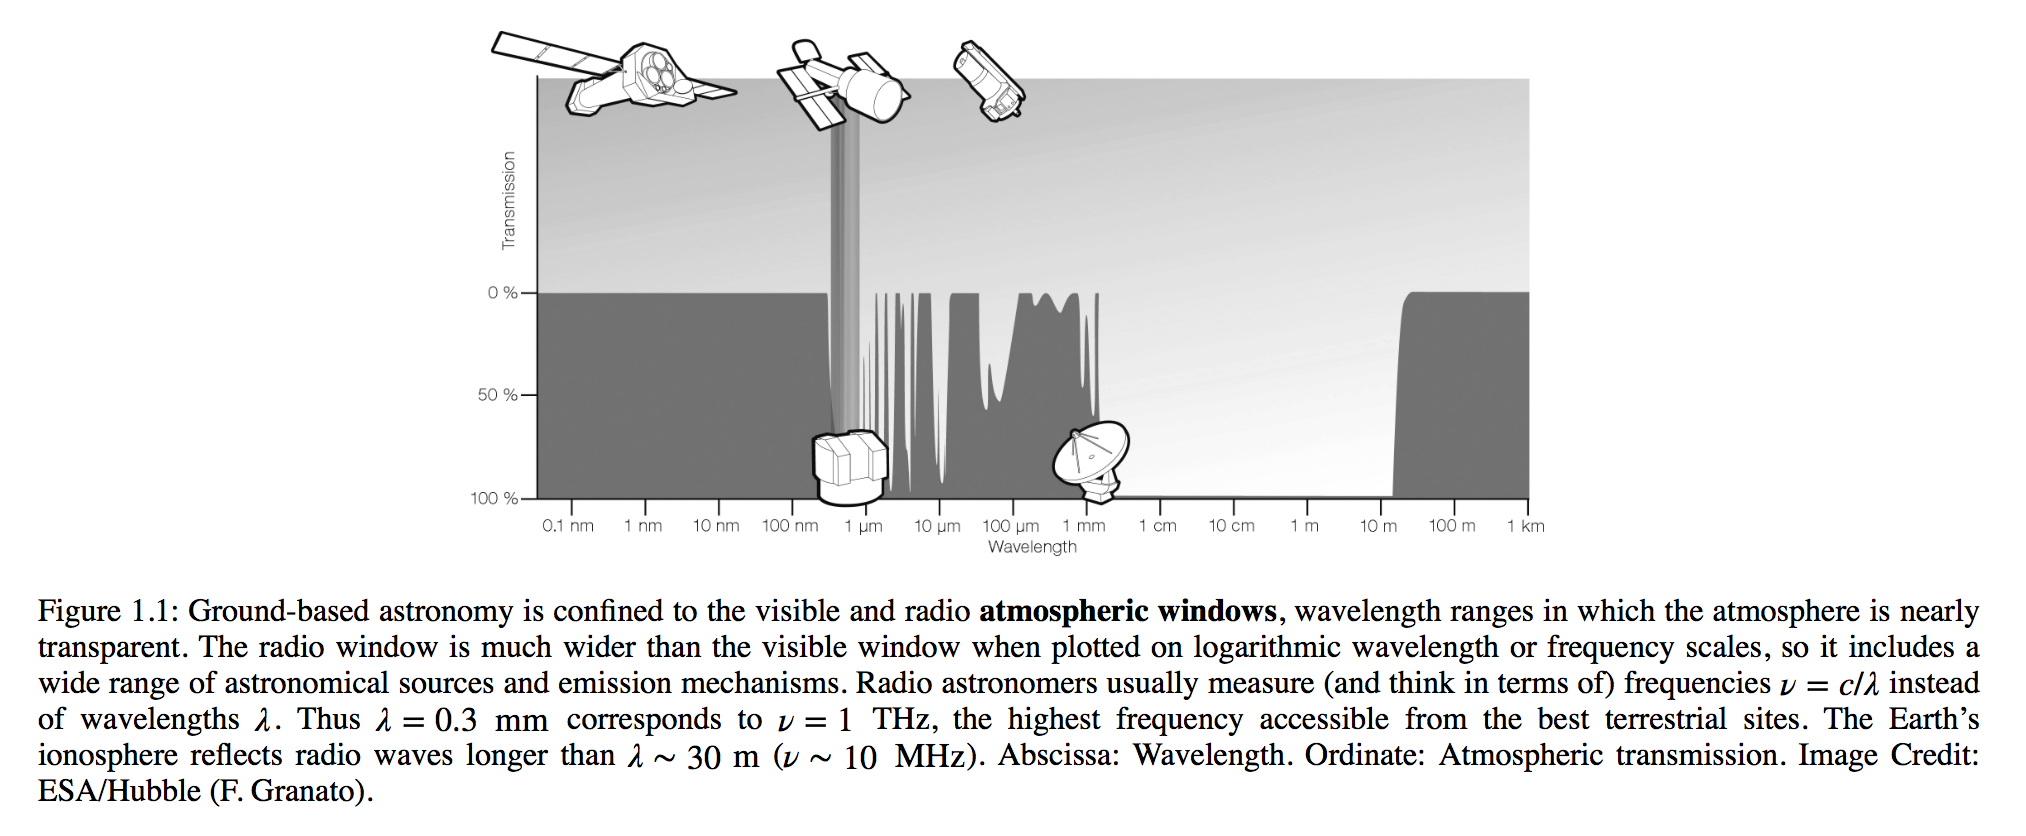 Transmission
0 %
50 %
100 %
0.1 nm 1 nm 10 nm 100 nm 1 µm 10 µm 100 µm 1 mm 1 cm 10 cm 1 m 10 m 100 m 1 km
Wavelength
Figure 1.1: Ground-based astronomy is confined to the visible and radio atmospheric windows, wavelength ranges in which the atmosphere is nearly
transparent. The radio window is much wider than the visible window when plotted on logarithmic wavelength or frequency scales, so it includes a
wide range of astronomical sources and emission mechanisms. Radio astronomers usually measure (and think in terms of) frequencies ν = c/λ instead
of wavelengths λ. Thus λ = 0.3 mm corresponds to ν = 1 THz, the highest frequency accessible from the best terrestrial sites. The Earth’s
ionosphere reflects radio waves longer than λ ∼ 30 m (ν ∼ 10 MHz). Abscissa: Wavelength. Ordinate: Atmospheric transmission. Image Credit:
ESA/Hubble (F. Granato).